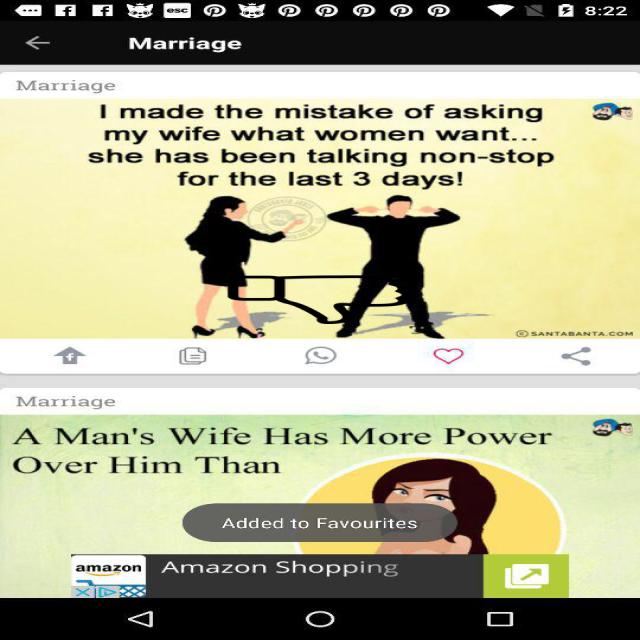 esc 8:22
Marriage
Marriage
I made the mistake of asking
my wife what women want...
she has been talking non-stop
for the last 3 days!
© SANTABANTA.COM
Marriage
A Man's Wife Has More Power
Over Him Than
Added to Favourites
amazon Amazon Shopping